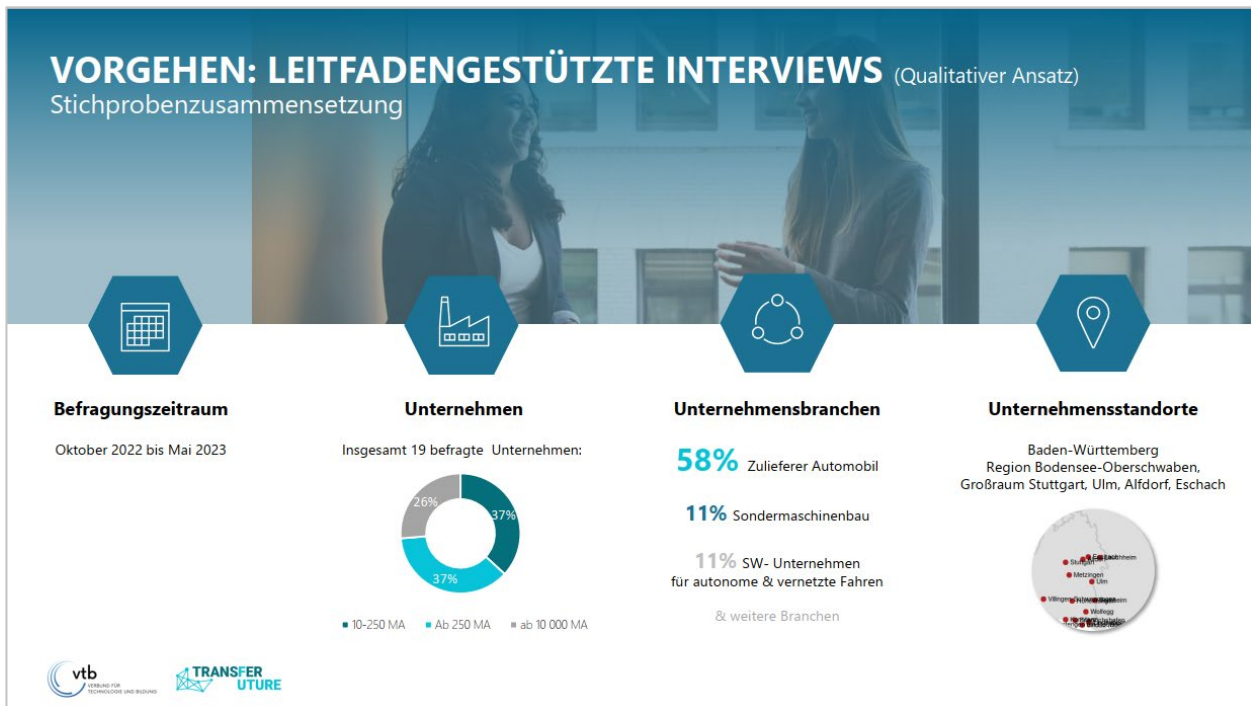 VORGEHEN: LEITFADENGESTÜTZTE INTERVIEWS (Qualitativer Ansatz)
Stichprobenzusammensetzung
Befragungszeitraum
Oktober 2022 bis Mai 2023
Unternehmen
Insgesamt 19 befragte Unternehmen:
26%
37%
37%
10-250 MA
Ab 250 MA
ab 10 000 MA
Unternehmensbranchen
58% Zulieferer Automobil
11% Sondermaschinenbau
11% SW- Unternehmen
für autonome & vernetzte Fahren
& weitere Branchen
Unternehmensstandorte
Baden-Württemberg
Region Bodensee-Oberschwaben,
Großraum Stuttgart, Ulm, Alfdorf, Eschach
Stuttgart
Metzingen
Ulm
Wolfegg
vtb
VERBUND FÜR
TECHNOLOGIE UND BILDUNG
TRANSFER
UTURE